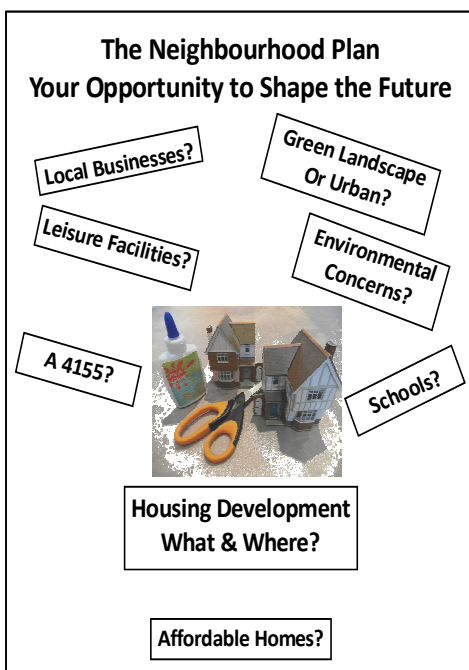 The Neighbourhood Plan
Your Opportunity to Shape the Future
Local Businesses?
Green Landscape
Or Urban?
Leisure Facilities?
Environmental
Concerns?
A 4155?
Schools?
Housing Development
What & Where?
Affordable Homes?